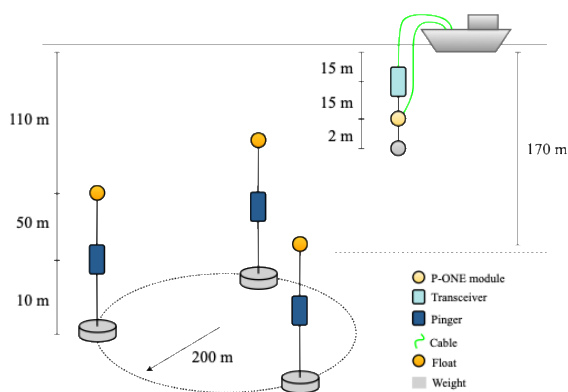 15 m
15 m
2 m
110 m
50 m
10 m
170 m
200 m
P-ONE module
Transceiver
Pinger
Cable
Float
Weight